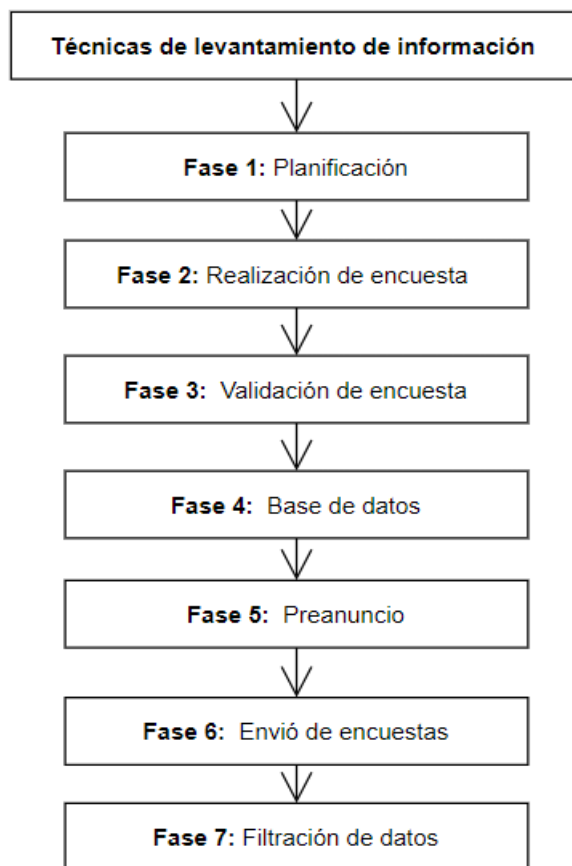 Técnicas de levantamiento de información
Fase 1: Planificación
Fase 2: Realización de encuesta
Fase 3: Validación de encuesta
Fase 4: Base de datos
Fase 5: Preanuncio
Fase 6: Envió de encuestas
Fase 7: Filtración de datos